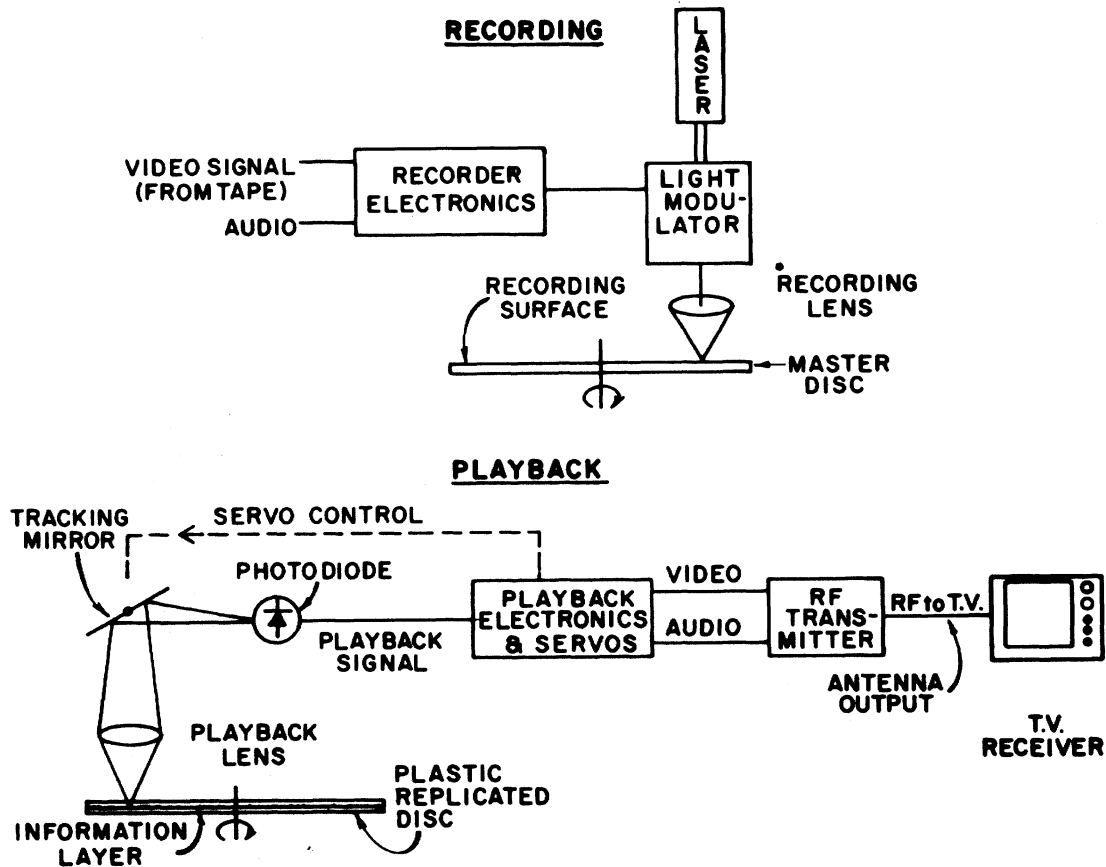 RECORDING
LASER
VIDEO SIGNAL
(FROM TAPE)
AUDIO
RECORDER
ELECTRONICS
LIGHT
MODU-
LATOR
RECORDING
SURFACE
RECORDING
LENS
MASTER
DISC
PLAYBACK
TRACKING
MIRROR
SERVO CONTROL
PHOTODIODE
PLAYBACK
SIGNAL
PLAYBACK
ELECTRONICS
& SERVOS
VIDEO
AUDIO
RF
TRANS-
MITTER
RF to T.V.
ANTENNA
OUTPUT
T.V.
RECEIVER
PLAYBACK
LENS
PLASTIC
REPLICATED
DISC
INFORMATION
LAYER